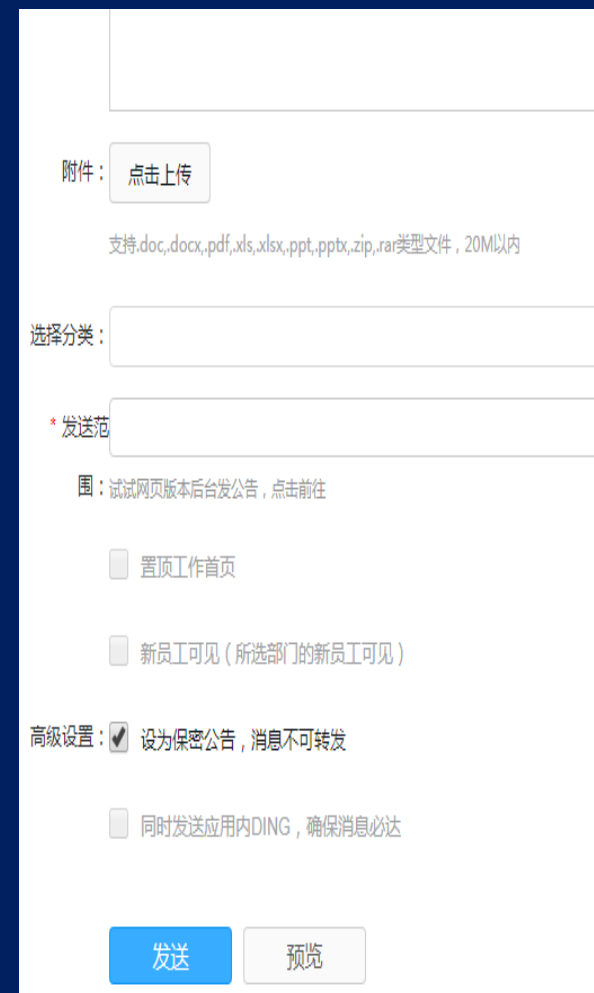 附件：
点击上传
支持.doc,.docx,.pdf,.xls,.xlsx,.ppt,.pptx,.zip,.rar类型文件，20M以内
选择分类：
* 发送范
围：
试试网页版本后台发公告，点击前往
置顶工作首页
新员工可见（所选部门的新员工可见）
高级设置：
设为保密公告，消息不可转发
同时发送应用内DING，确保消息必达
发送
预览